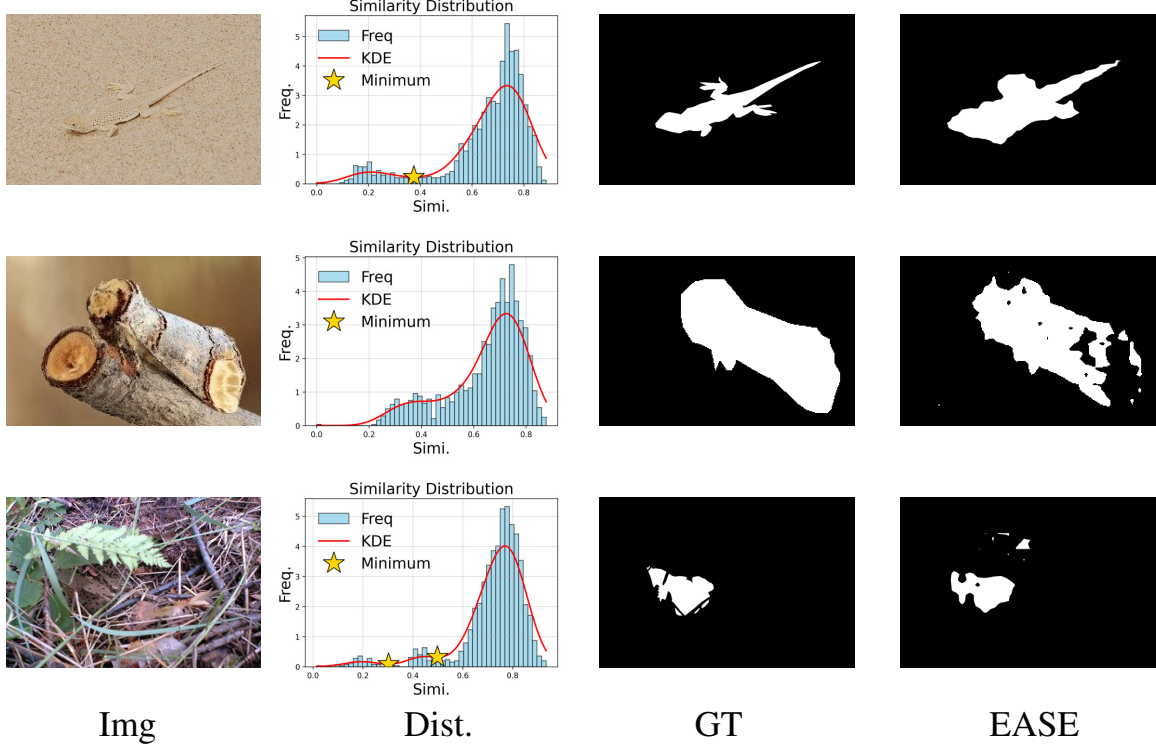 Similarity Distribution
Freq
KDE
Minimum
Freq.
5
4
3
2
1
0
0.0 0.2 0.4 0.6 0.8
Simi.
Similarity Distribution
Freq
KDE
Minimum
Freq.
5
4
3
2
1
0
0.0 0.2 0.4 0.6 0.8
Simi.
Similarity Distribution
Freq
KDE
Minimum
Freq.
5
4
3
2
1
0
0.0 0.2 0.4 0.6 0.8
Simi.
Img Dist. GT EASE